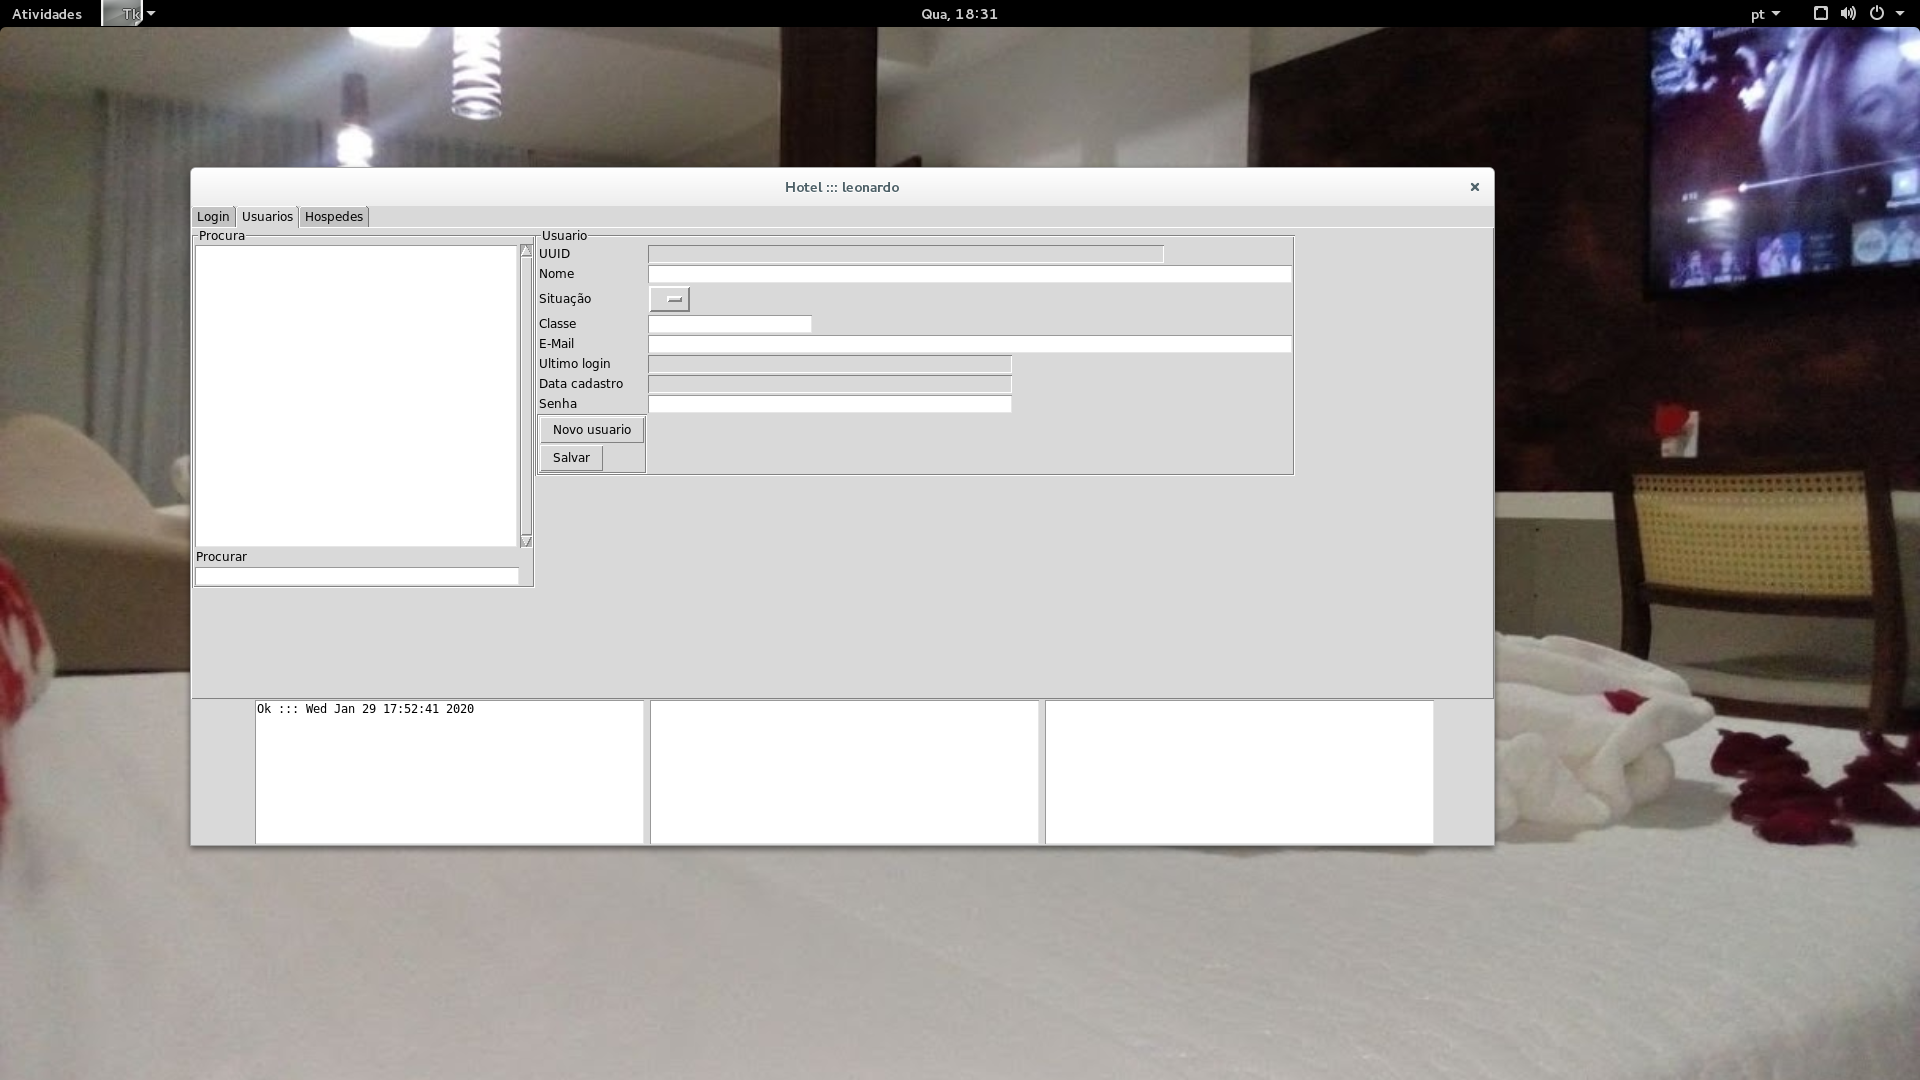 Atividades Tk Qua, 18:31 pt
Hotel ::: leonardo
Login Usuarios Hospedes
Procura
Usuario
UUID
Nome
Situação
Classe
E-Mail
Ultimo login
Data cadastro
Senha
Novo usuario
Salvar
Procurar
Ok ::: Wed Jan 29 17:52:41 2020